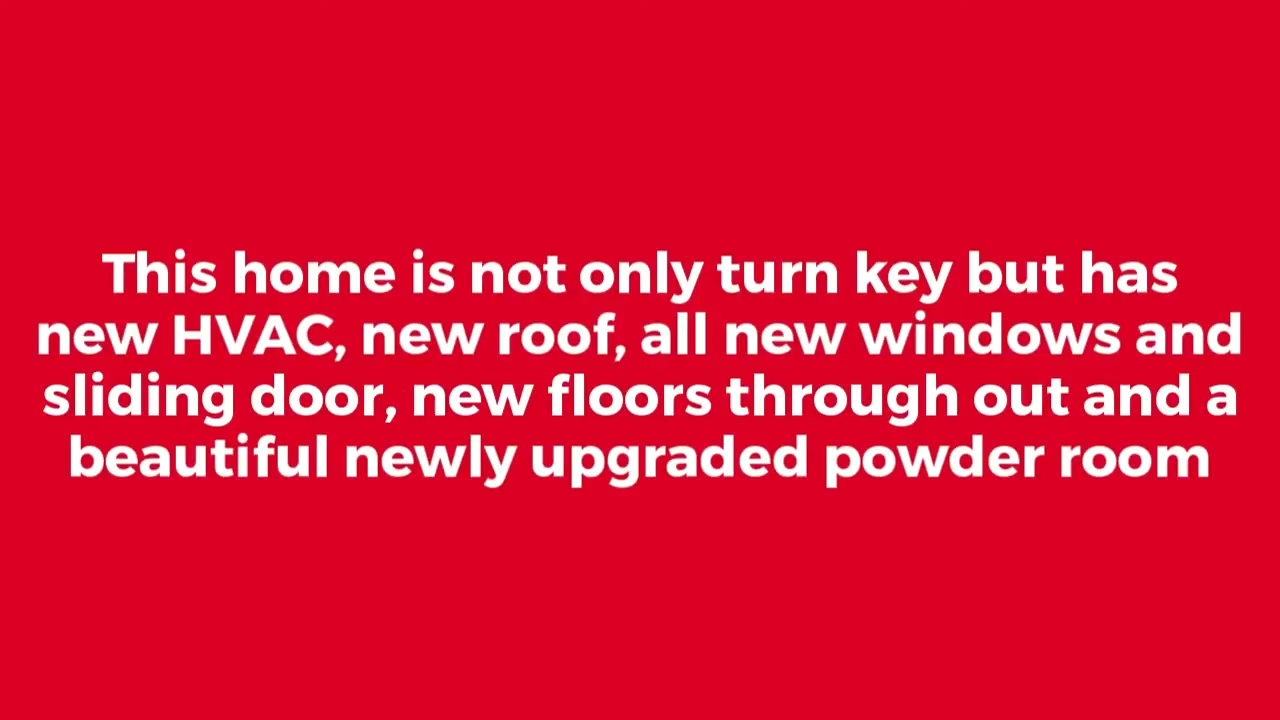 This home is not only turn key but has
new HVAC, new roof, all new windows and
sliding door, new floors through out and a
beautiful newly upgraded powder room